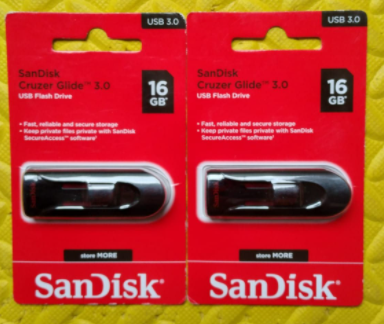 USB 3.0
SanDisk
Cruzer Glide™ 3.0
USB Flash Drive
16
GB*
• Fast, reliable and secure storage
• Keep private files private with SanDisk
SecureAccess™ software†
store MORE
SanDisk®
USB 3.0
SanDisk
Cruzer Glide™ 3.0
USB Flash Drive
16
GB*
• Fast, reliable and secure storage
• Keep private files private with SanDisk
SecureAccess™ software†
store MORE
SanDisk®